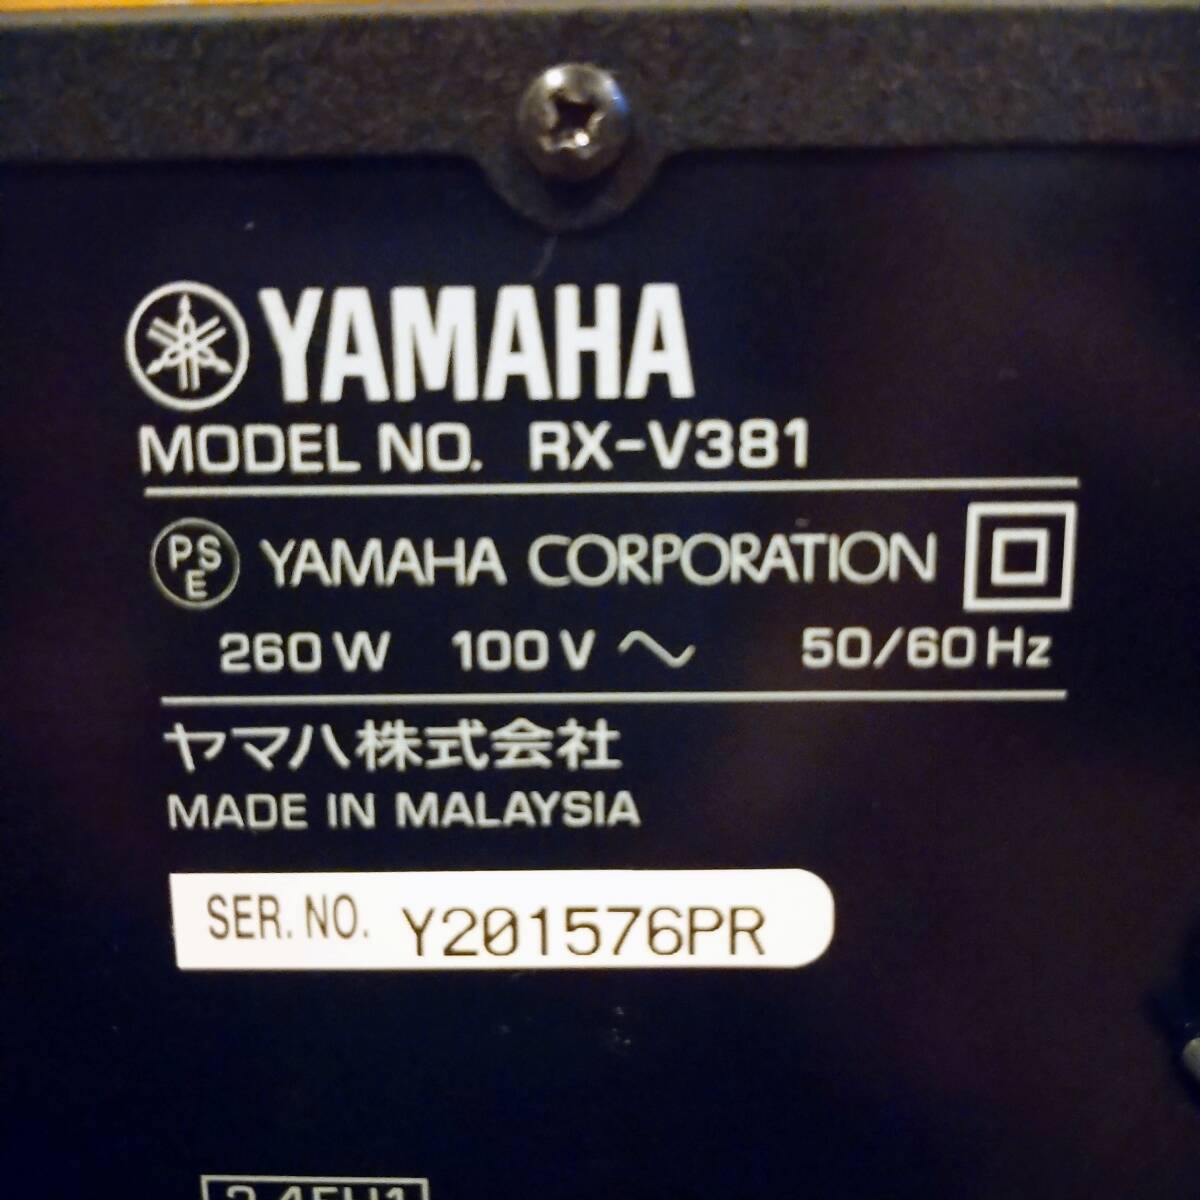 YAMAHA
MODEL NO. RX-V381
PSE YAMAHA CORPORATION
260 W 100 V ～ 50/60 Hz
ヤマハ株式会社
MADE IN MALAYSIA
SER. NO. Y201576PR